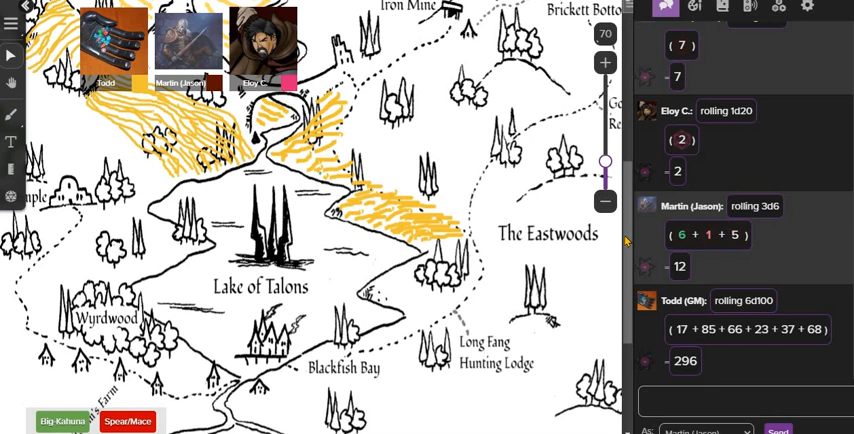 Iron Mine
Brickett Botto
Todd
Martin (Jason)
Eloy C.
70
mple
The Eastwoods
Lake of Talons
Wyrdwood
Long Fang
Hunting Lodge
Blackfish Bay
's Farm
Big-Kahuna
Spear/Mace
( 7 )
= 7
Eloy C.: rolling 1d20
( 2 )
= 2
Martin (Jason): rolling 3d6
( 6 + 1 + 5 )
= 12
Todd (GM): rolling 6d100
( 17 + 85 + 66 + 23 + 37 + 68 )
= 296
As: Martin (Jason) Send